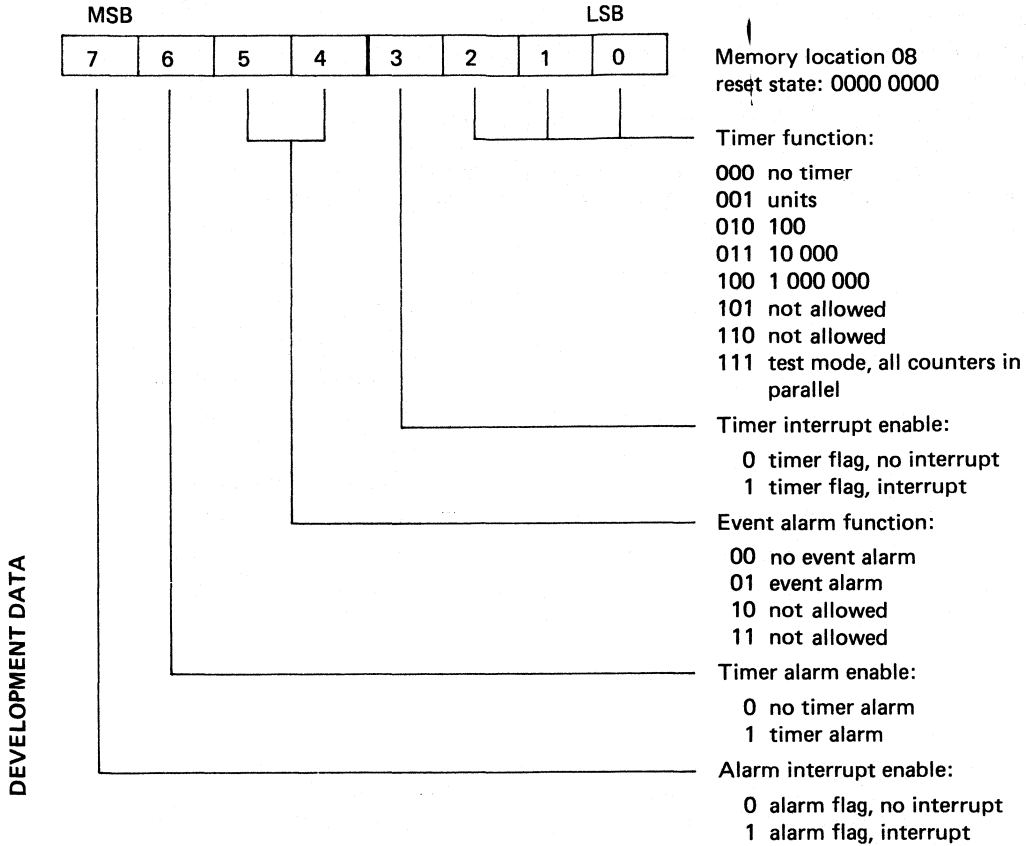 MSB LSB
7 6 5 4 3 2 1 0
Memory location 08
reset state: 0000 0000
Timer function:
000 no timer
001 units
010 100
011 10 000
100 1 000 000
101 not allowed
110 not allowed
111 test mode, all counters in
parallel
Timer interrupt enable:
0 timer flag, no interrupt
1 timer flag, interrupt
Event alarm function:
00 no event alarm
01 event alarm
10 not allowed
11 not allowed
Timer alarm enable:
0 no timer alarm
1 timer alarm
Alarm interrupt enable:
0 alarm flag, no interrupt
1 alarm flag, interrupt
DEVELOPMENT DATA